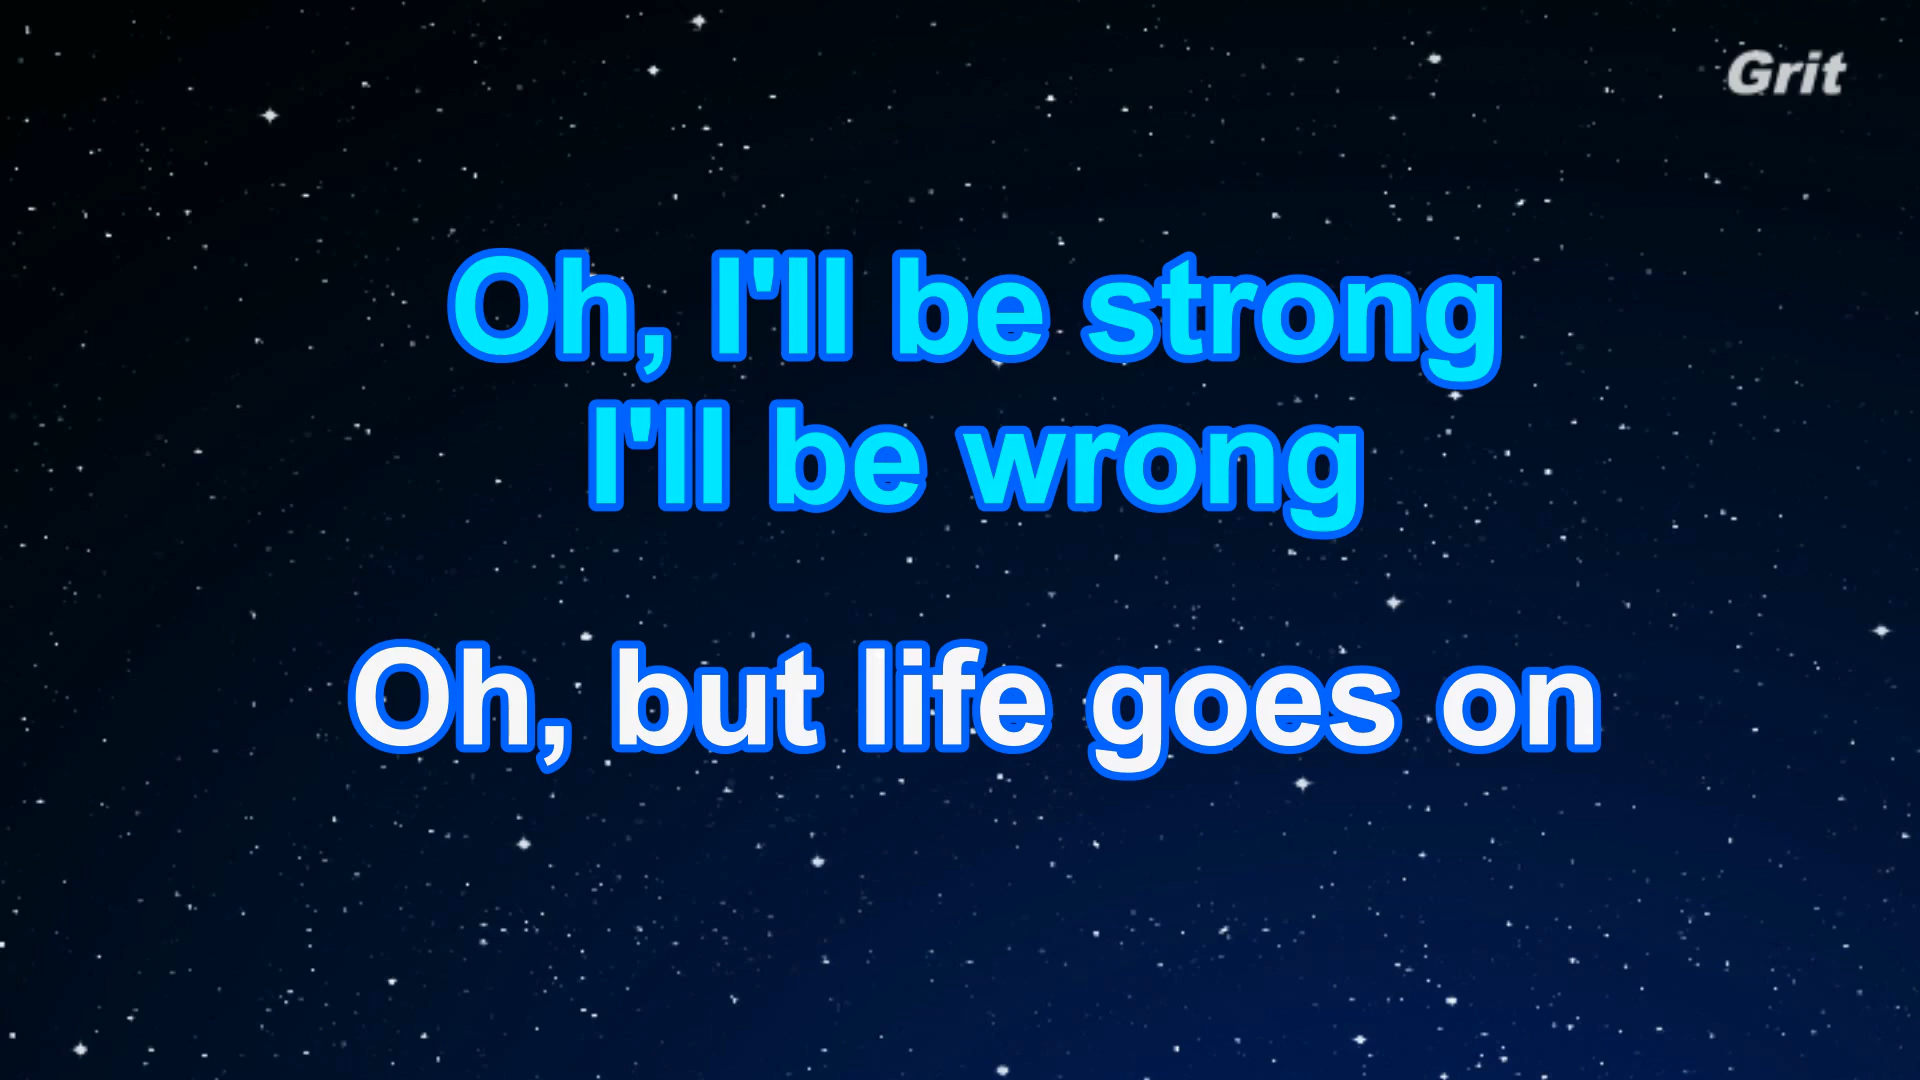 Grit
Oh, I'll be strong
I'll be wrong
Oh, but life goes on